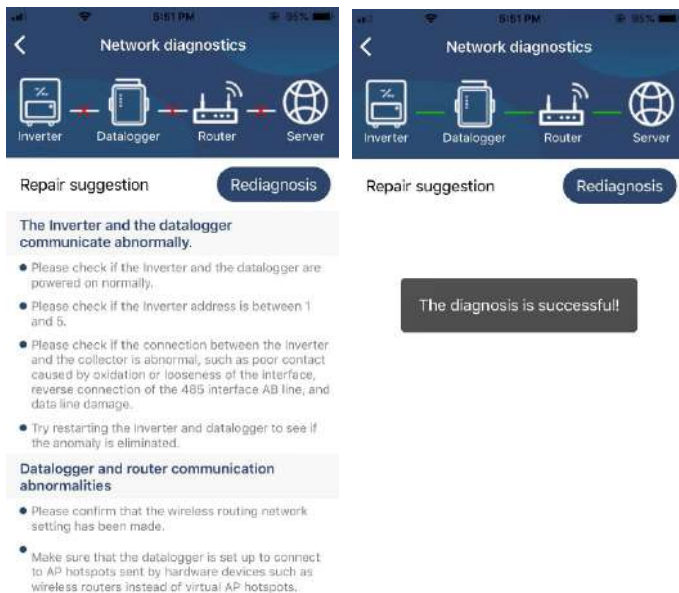 5:51 PM
95%
Network diagnostics
Inverter
Datalogger
Router
Server
Repair suggestion
Rediagnosis
The Inverter and the datalogger
communicate abnormally.
Please check if the Inverter and the datalogger are
powered on normally.
Please check if the Inverter address is between 1
and 5.
Please check if the connection between the Inverter
and the collector is abnormal, such as poor contact
caused by oxidation or looseness of the interface,
reverse connection of the 485 interface AB line, and
data line damage.
Try restarting the Inverter and datalogger to see if
the anomaly is eliminated.
Datalogger and router communication
abnormalities
Please confirm that the wireless routing network
setting has been made.
Make sure that the datalogger is set up to connect
to AP hotspots sent by hardware devices such as
wireless routers instead of virtual AP hotspots.
5:51 PM
95%
Network diagnostics
Inverter
Datalogger
Router
Server
Repair suggestion
Rediagnosis
The diagnosis is successful!